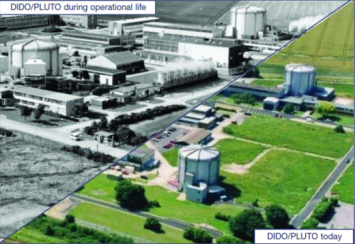 DIDO/PLUTO during operational life
DIDO/PLUTO today